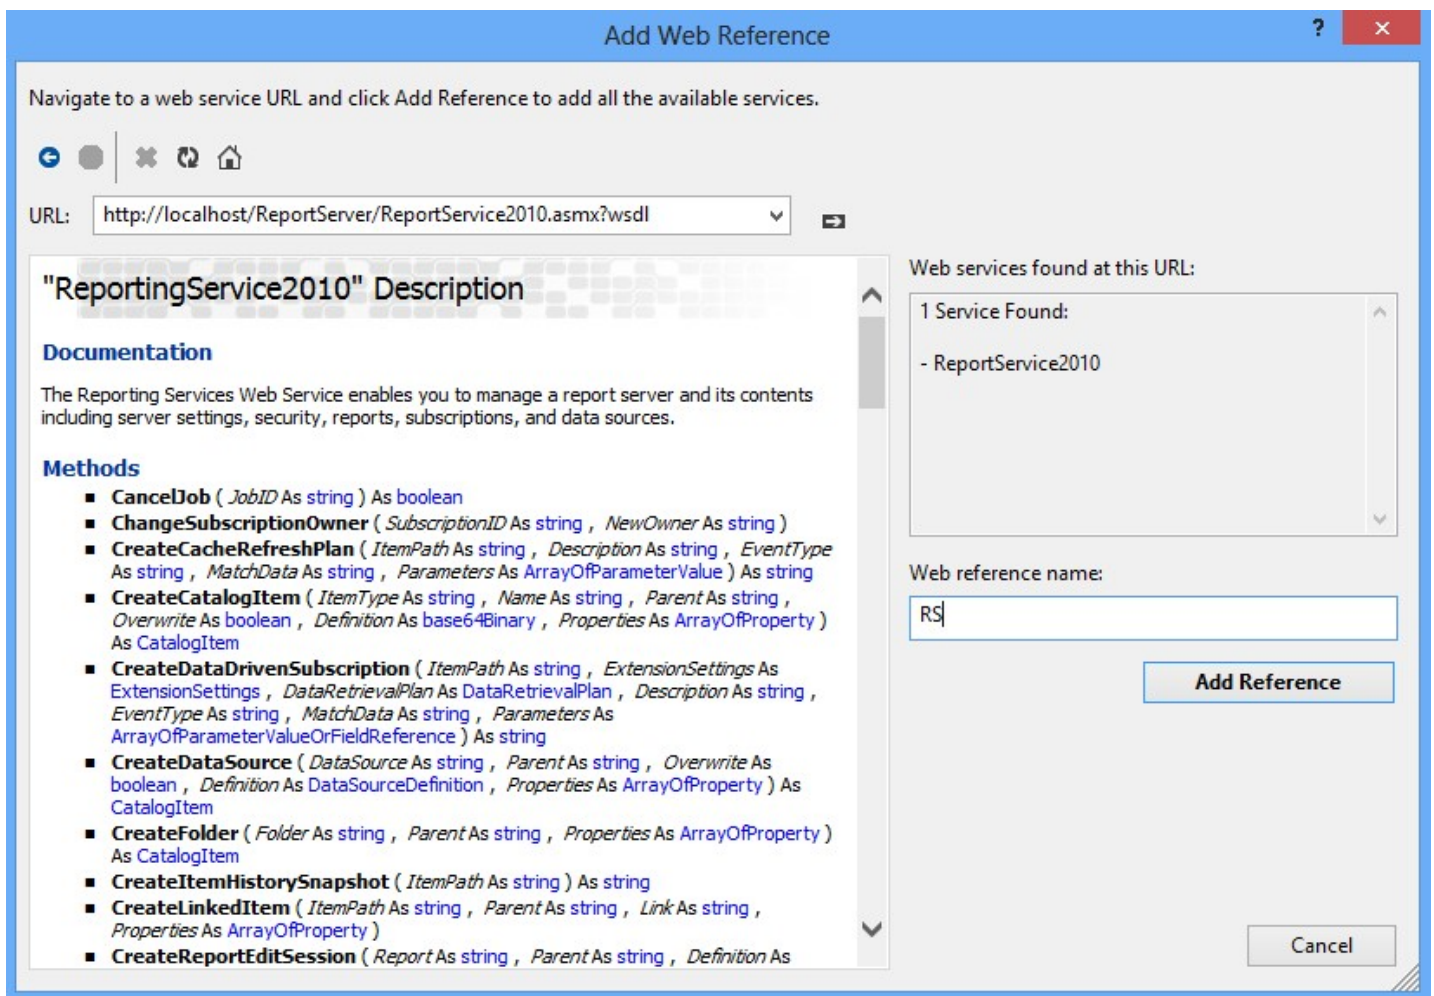 Add Web Reference
?
Navigate to a web service URL and click Add Reference to add all the available services.
URL:
http://localhost/ReportServer/ReportService2010.asmx?wsdl
"ReportingService2010" Description
Documentation
The Reporting Services Web Service enables you to manage a report server and its contents
including server settings, security, reports, subscriptions, and data sources.
Methods
CancelJob ( JobID As string ) As boolean
ChangeSubscriptionOwner ( SubscriptionID As string , NewOwner As string )
CreateCacheRefreshPlan ( ItemPath As string , Description As string , EventType
As string , MatchData As string , Parameters As ArrayOfParameterValue ) As string
CreateCatalogItem ( ItemType As string , Name As string , Parent As string ,
Overwrite As boolean , Definition As base64Binary , Properties As ArrayOfProperty )
As CatalogItem
CreateDataDrivenSubscription ( ItemPath As string , ExtensionSettings As
ExtensionSettings , DataRetrievalPlan As DataRetrievalPlan , Description As string ,
EventType As string , MatchData As string , Parameters As
ArrayOfParameterValueOrFieldReference ) As string
CreateDataSource ( DataSource As string , Parent As string , Overwrite As
boolean , Definition As DataSourceDefinition , Properties As ArrayOfProperty ) As
CatalogItem
CreateFolder ( Folder As string , Parent As string , Properties As ArrayOfProperty )
As CatalogItem
CreateItemHistorySnapshot ( ItemPath As string ) As string
CreateLinkedItem ( ItemPath As string , Parent As string , Link As string ,
Properties As ArrayOfProperty )
CreateReportEditSession ( Report As string , Parent As string , Definition As
Web services found at this URL:
1 Service Found:
- ReportService2010
Web reference name:
RS
Add Reference
Cancel